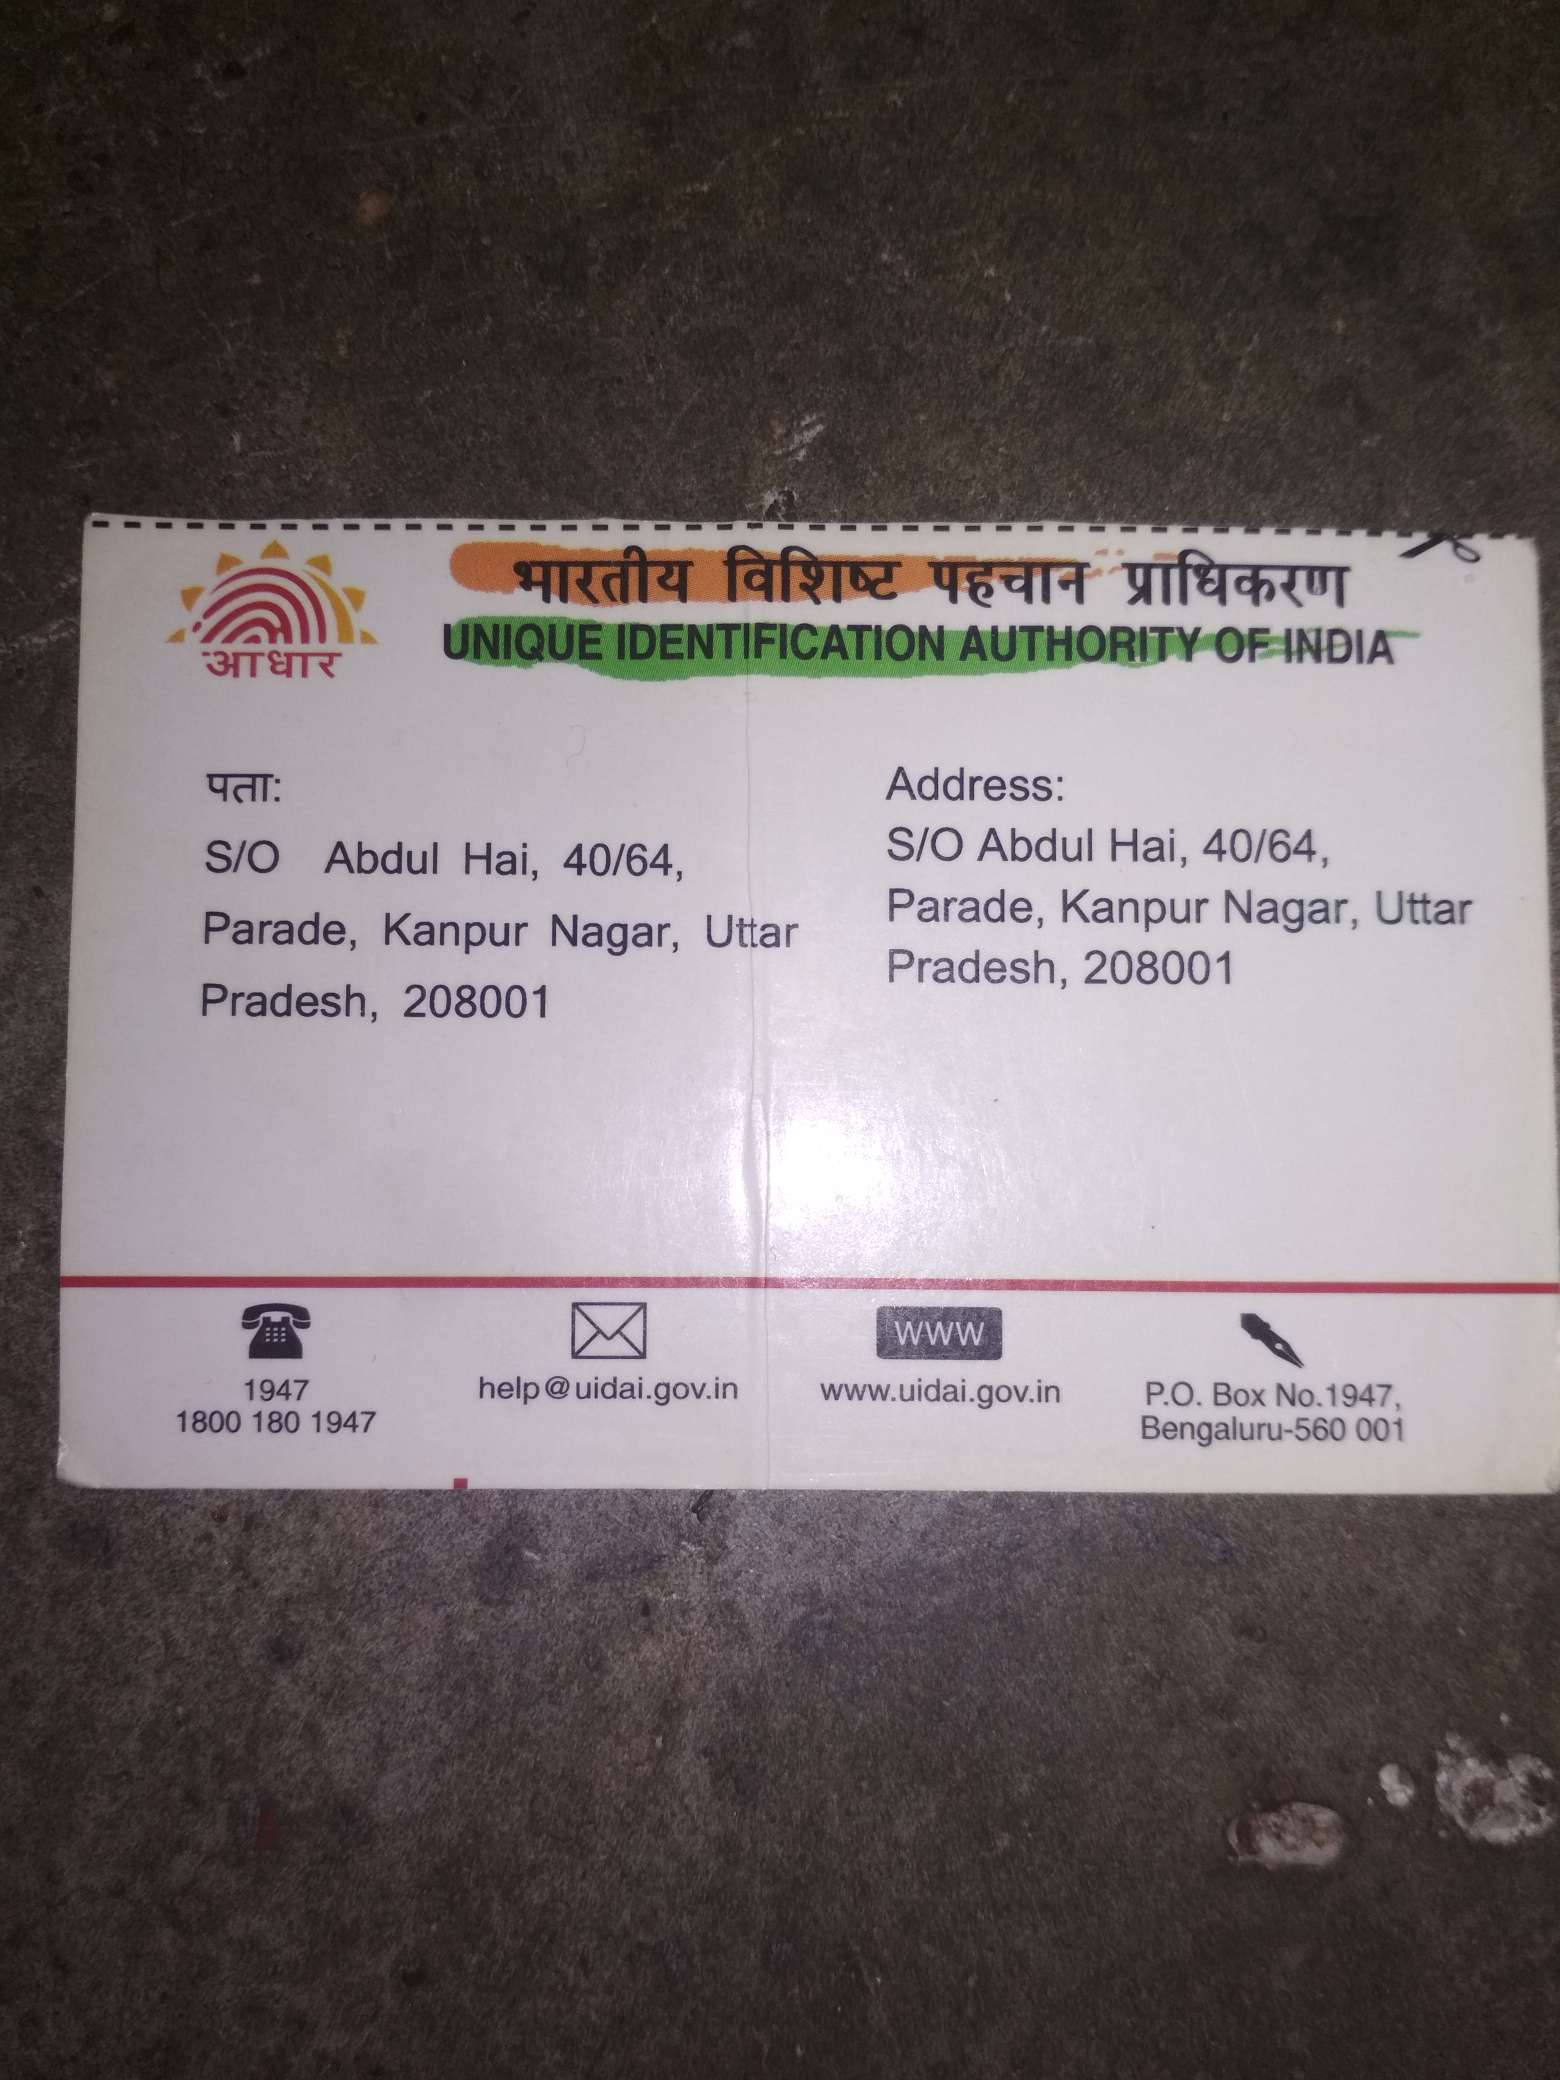 आधार
भारतीय विशिष्ट पहचान प्राधिकरण
UNIQUE IDENTIFICATION AUTHORITY OF INDIA
पता:
S/O Abdul Hai, 40/64,
Parade, Kanpur Nagar, Uttar
Pradesh, 208001
Address:
S/O Abdul Hai, 40/64,
Parade, Kanpur Nagar, Uttar
Pradesh, 208001
1947
1800 180 1947
help@uidai.gov.in
WWW
www.uidai.gov.in
P.O. Box No.1947,
Bengaluru-560 001